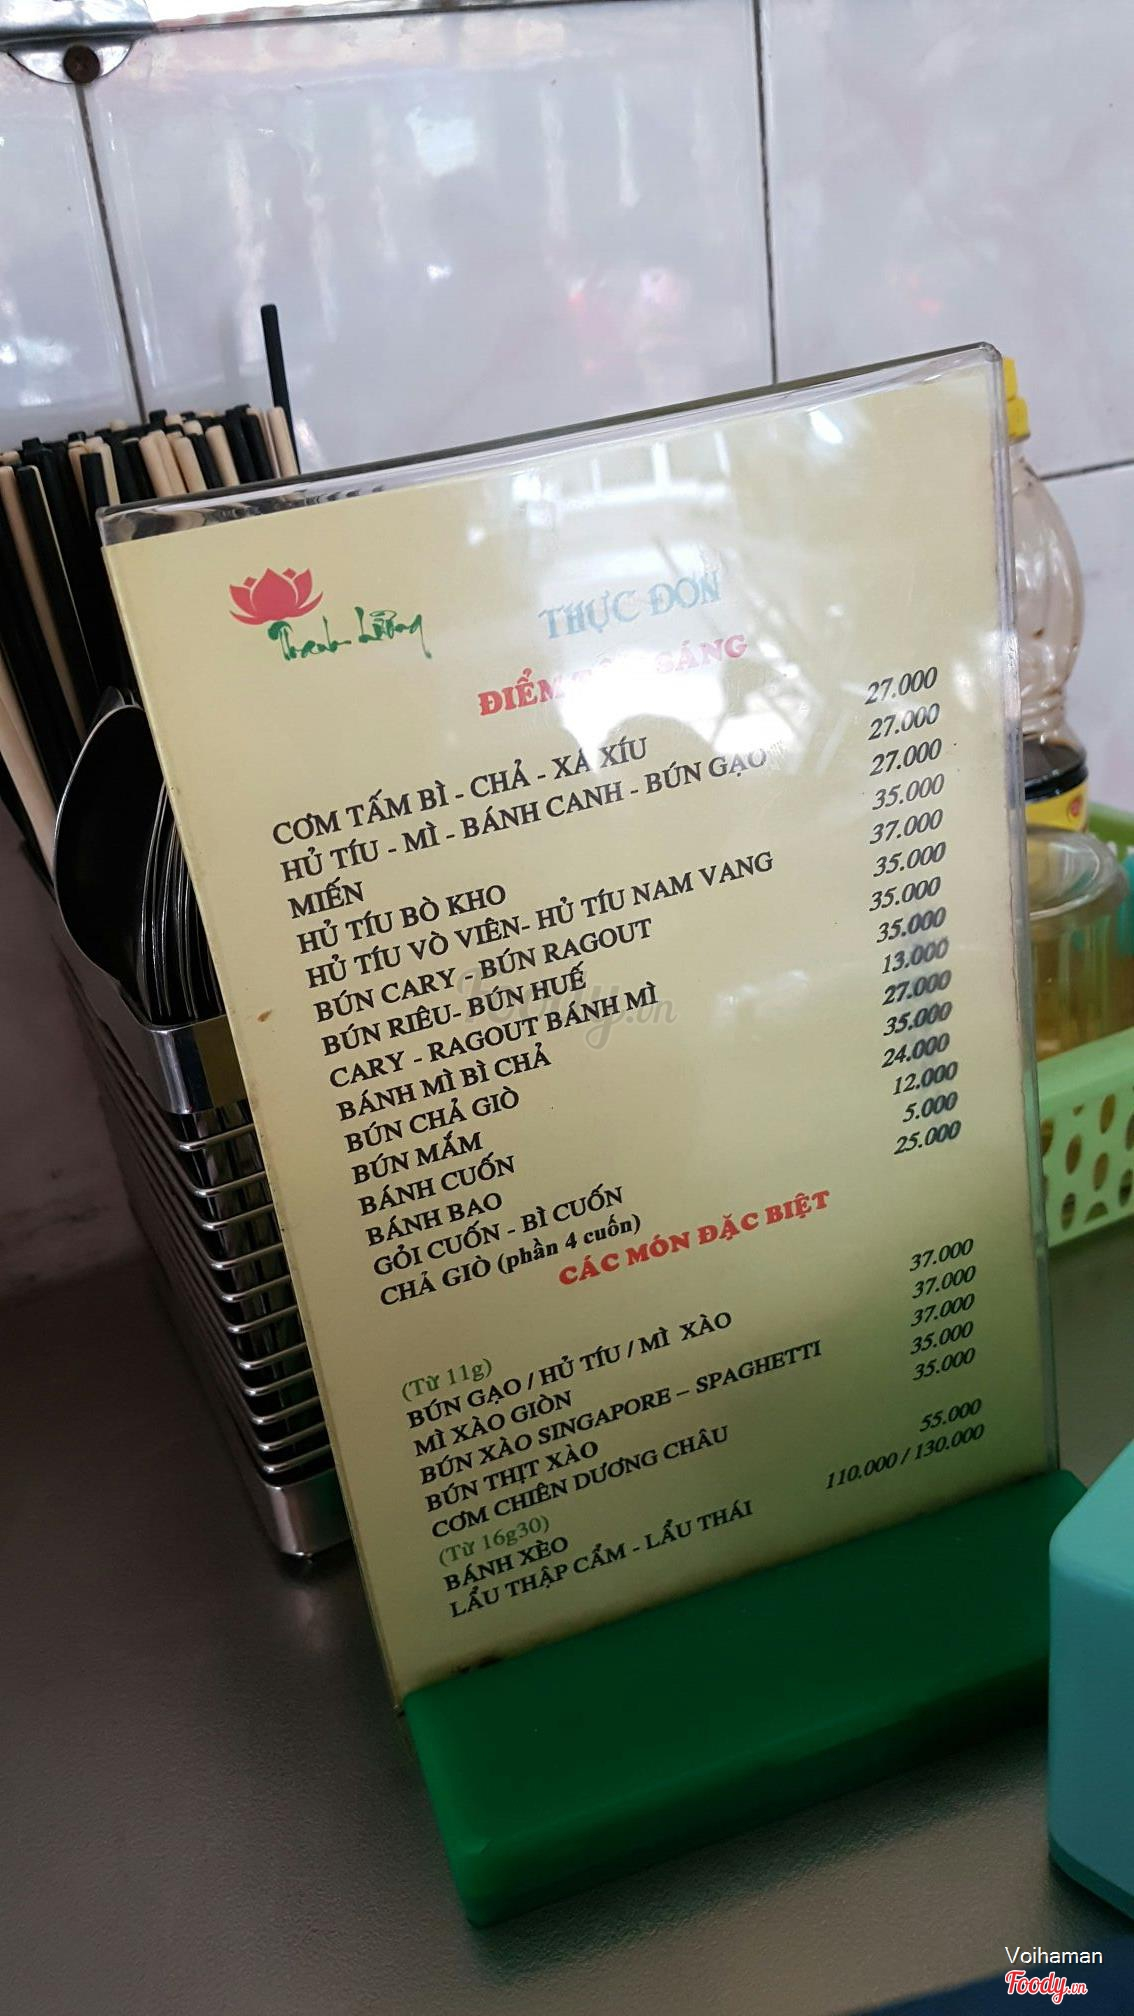 Thanh Lương
THỰC ĐƠN
ĐIỂM SÁNG
CƠM TẤM BÌ - CHẢ - XÁ XÍU 27.000
HỦ TÍU - MÌ - BÁNH CANH - BÚN GẠO 27.000
MIẾN 27.000
HỦ TÍU BÒ KHO 35.000
HỦ TÍU VÒ VIÊN- HỦ TÍU NAM VANG 37.000
BÚN CARY - BÚN RAGOUT 35.000
BÚN RIÊU- BÚN HUẾ 35.000
CARY - RAGOUT BÁNH MÌ 35.000
BÁNH MÌ BÌ CHẢ 13.000
BÚN CHẢ GIÒ 27.000
BÚN MẮM 35.000
BÁNH CUỐN 24.000
BÁNH BAO 12.000
GỎI CUỐN - BÌ CUỐN 5.000
CHẢ GIÒ (phần 4 cuốn) 25.000
CÁC MÓN ĐẶC BIỆT
(Từ 11g)
BÚN GẠO / HỦ TÍU / MÌ XÀO 37.000
MÌ XÀO GIÒN 37.000
BÚN XÀO SINGAPORE – SPAGHETTI 37.000
BÚN THỊT XÀO 35.000
CƠM CHIÊN DƯƠNG CHÂU 35.000
(Từ 16g30)
BÁNH XÈO 55.000
LẨU THẬP CẨM - LẨU THÁI 110.000 / 130.000
Foody.vn
Voihaman
Foody.vn